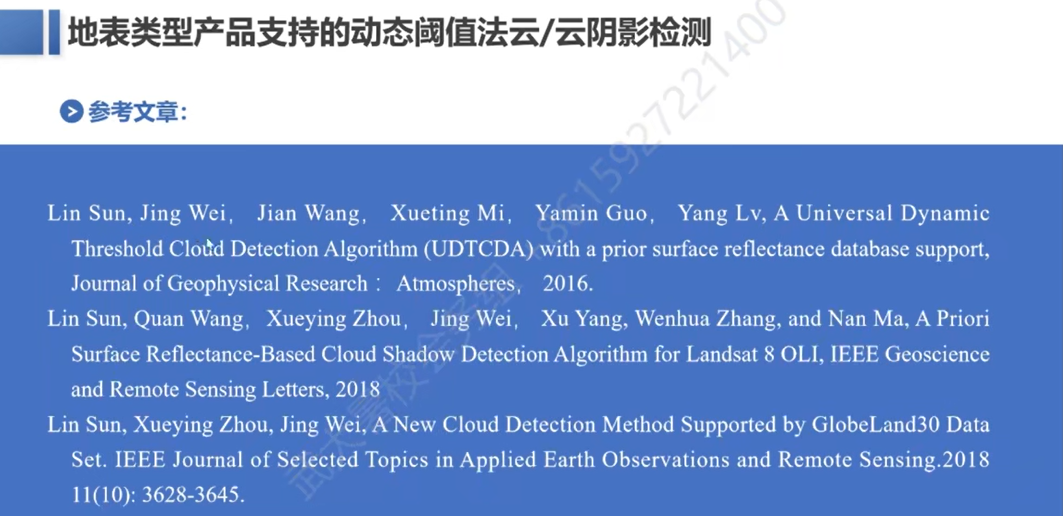 地表类型产品支持的动态阈值法云/云阴影检测
参考文章：
Lin Sun, Jing Wei， Jian Wang， Xueting Mi， Yamin Guo， Yang Lv, A Universal Dynamic
Threshold Cloud Detection Algorithm (UDTCDA) with a prior surface reflectance database support,
Journal of Geophysical Research： Atmospheres， 2016.
Lin Sun, Quan Wang， Xueying Zhou， Jing Wei， Xu Yang, Wenhua Zhang, and Nan Ma, A Priori
Surface Reflectance-Based Cloud Shadow Detection Algorithm for Landsat 8 OLI, IEEE Geoscience
and Remote Sensing Letters, 2018
Lin Sun, Xueying Zhou, Jing Wei, A New Cloud Detection Method Supported by GlobeLand30 Data
Set. IEEE Journal of Selected Topics in Applied Earth Observations and Remote Sensing.2018
11(10): 3628-3645.